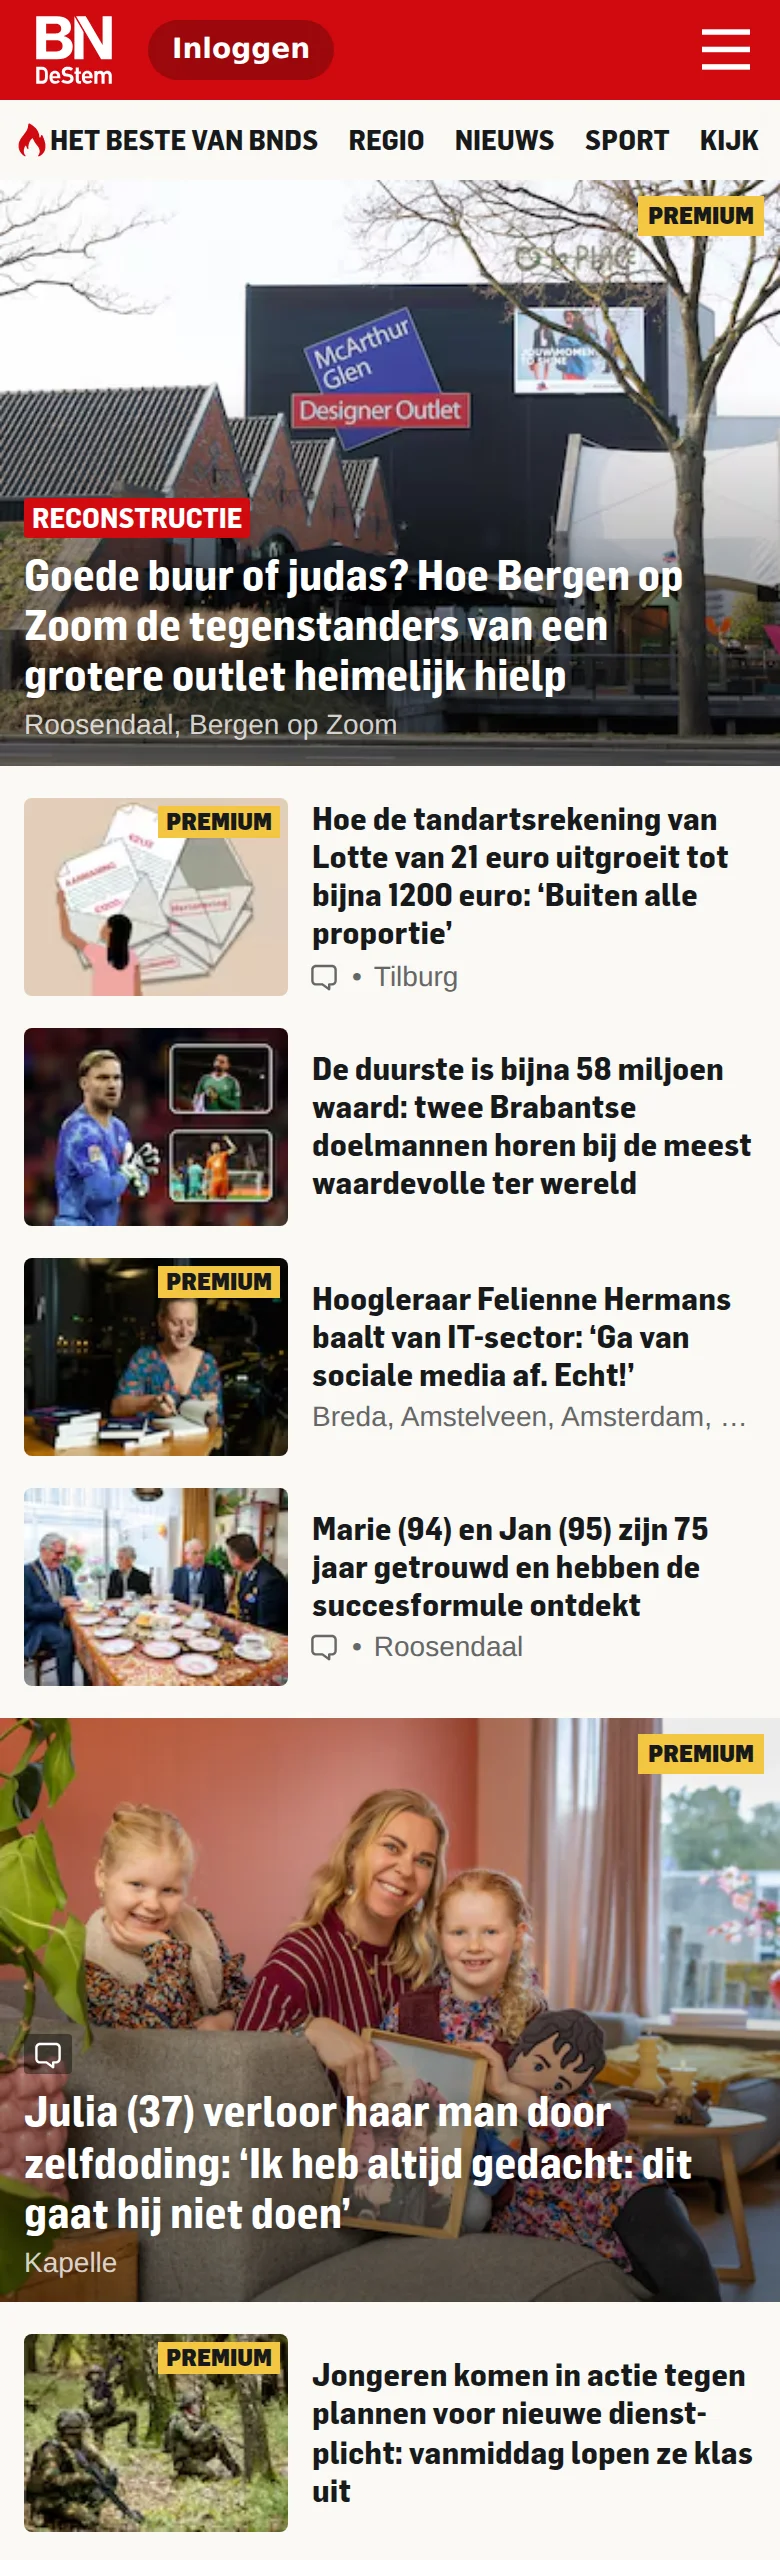 BN
DeStem
Inloggen
HET BESTE VAN BNDS REGIO NIEUWS SPORT KIJK
PREMIUM
La PLACE
McArthur
Glen
Designer Outlet
RECONSTRUCTIE
Goede buur of judas? Hoe Bergen op
Zoom de tegenstanders van een
grotere outlet heimelijk hielp
Roosendaal, Bergen op Zoom
PREMIUM
AANMANING
Hoe de tandartsrekening van
Lotte van 21 euro uitgroeit tot
bijna 1200 euro: ‘Buiten alle
proportie’
• Tilburg
De duurste is bijna 58 miljoen
waard: twee Brabantse
doelmannen horen bij de meest
waardevolle ter wereld
PREMIUM
Hoogleraar Felienne Hermans
baalt van IT-sector: ‘Ga van
sociale media af. Echt!’
Breda, Amstelveen, Amsterdam, …
Marie (94) en Jan (95) zijn 75
jaar getrouwd en hebben de
succesformule ontdekt
• Roosendaal
PREMIUM
Julia (37) verloor haar man door
zelfdoding: ‘Ik heb altijd gedacht: dit
gaat hij niet doen’
Kapelle
PREMIUM
Jongeren komen in actie tegen
plannen voor nieuwe dienst-
plicht: vanmiddag lopen ze klas
uit